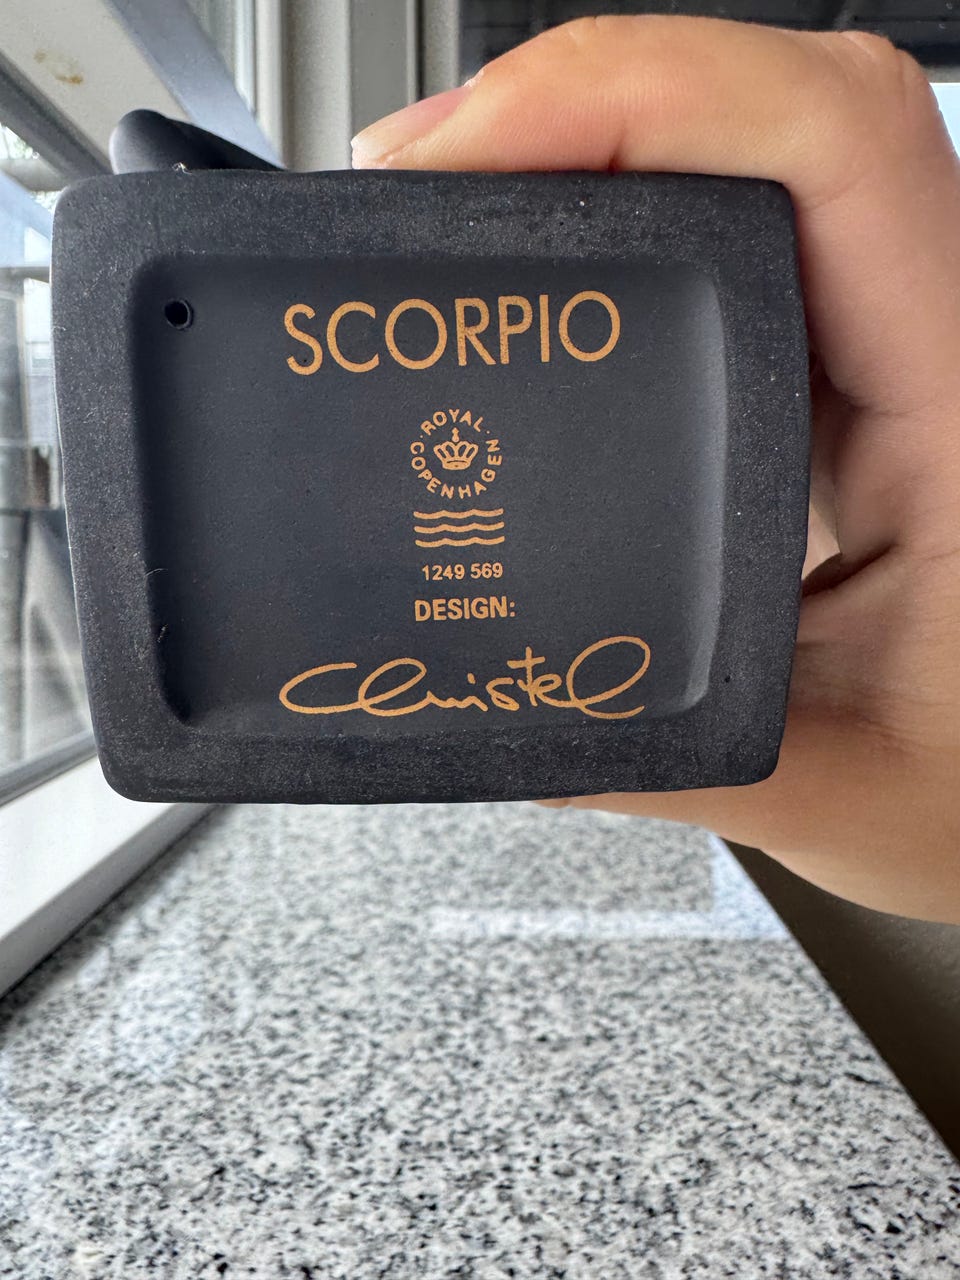 SCORPIO
ROYAL COPENHAGEN
1249 569
DESIGN:
Christel